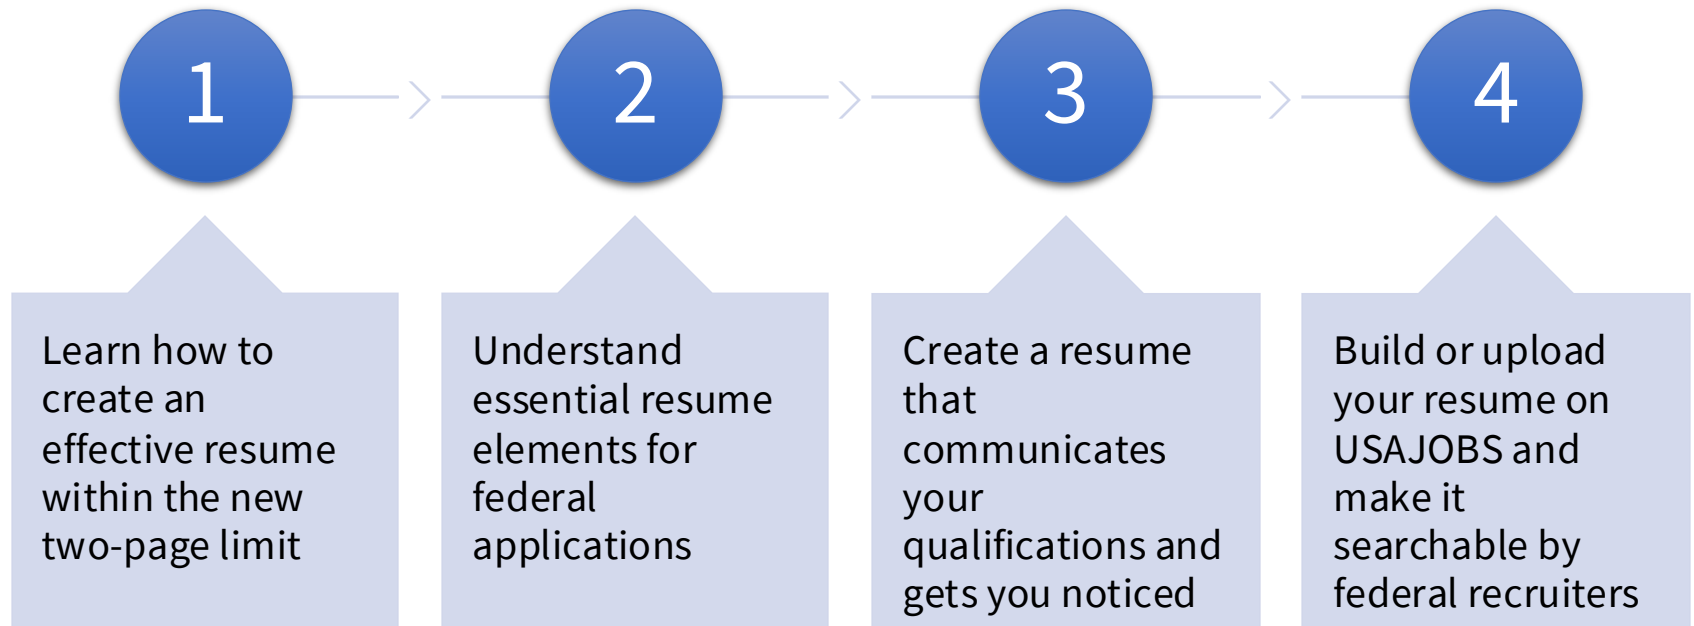 1
Learn how to
create an
effective resume
within the new
two-page limit
2
Understand
essential resume
elements for
federal
applications
3
Create a resume
that
communicates
your
qualifications and
gets you noticed
4
Build or upload
your resume on
USAJOBS and
make it
searchable by
federal recruiters